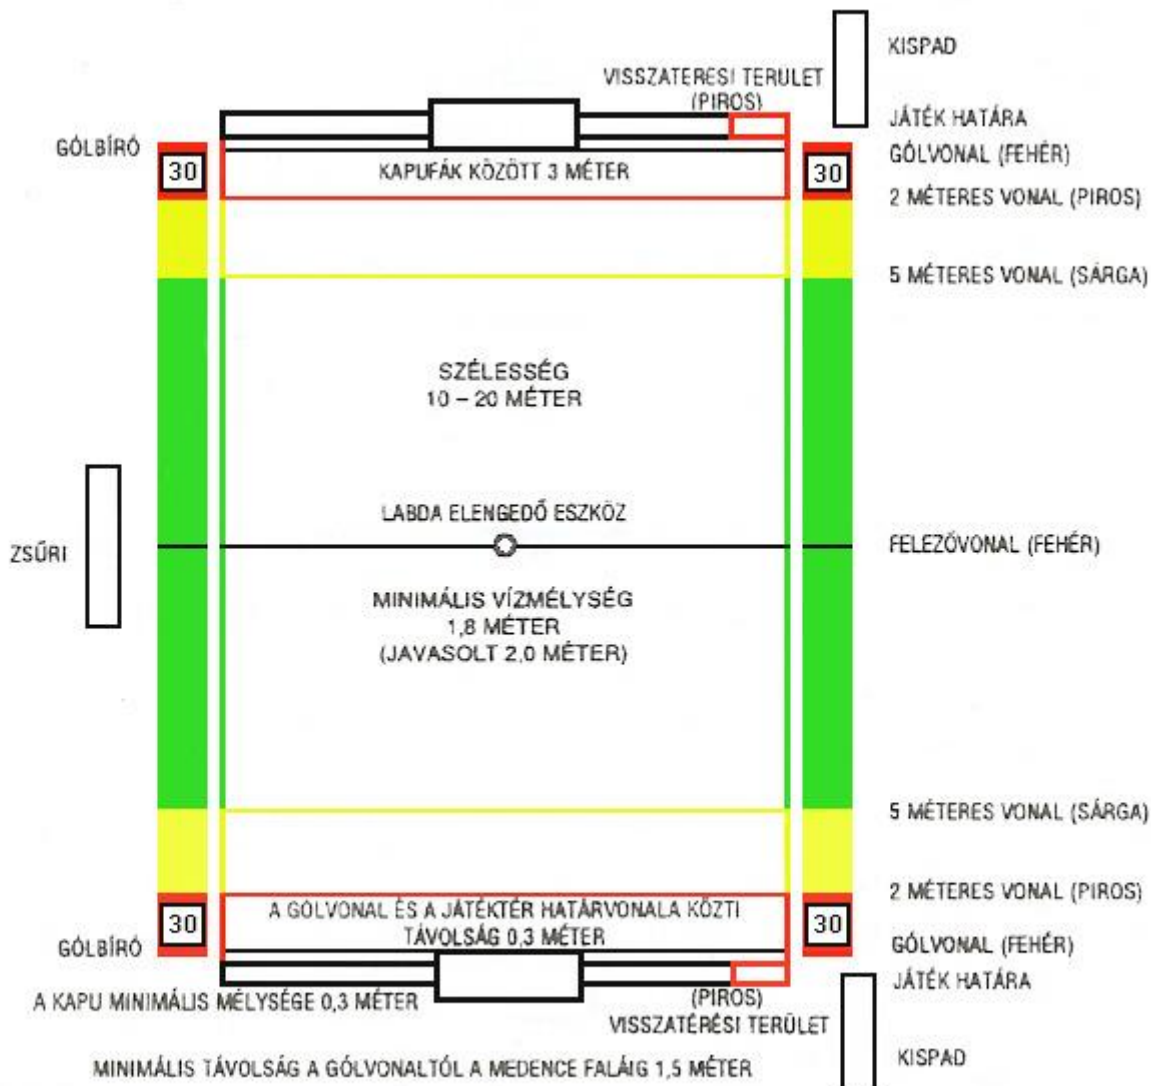 KISPAD
VISSZATERESI TERULET
(PIROS)
JÁTÉK HATÁRA
GÓLBÍRÓ
GÓLVONAL (FEHÉR)
30
KAPUFÁK KÖZÖTT 3 MÉTER
30
2 MÉTERES VONAL (PIROS)
5 MÉTERES VONAL (SÁRGA)
SZÉLESSÉG
10 – 20 MÉTER
LABDA ELENGEDŐ ESZKÖZ
ZSŰRI
FELEZŐVONAL (FEHÉR)
MINIMÁLIS VÍZMÉLYSÉG
1,8 MÉTER
(JAVASOLT 2,0 MÉTER)
5 MÉTERES VONAL (SÁRGA)
2 MÉTERES VONAL (PIROS)
A GOLVONAL ÉS A JÁTÉKTÉR HATÁRVONALA KÖZTI
TÁVOLSÁG 0,3 MÉTER
30
30
GÓLBÍRÓ
GÓLVONAL (FEHÉR)
JÁTÉK HATÁRA
A KAPU MINIMÁLIS MÉLYSÉGE 0,3 MÉTER
(PIROS)
VISSZATÉRÉSI TERÜLET
KISPAD
MINIMÁLIS TÁVOLSÁG A GÓLVONALTÓL A MEDENCE FALÁIG 1,5 MÉTER